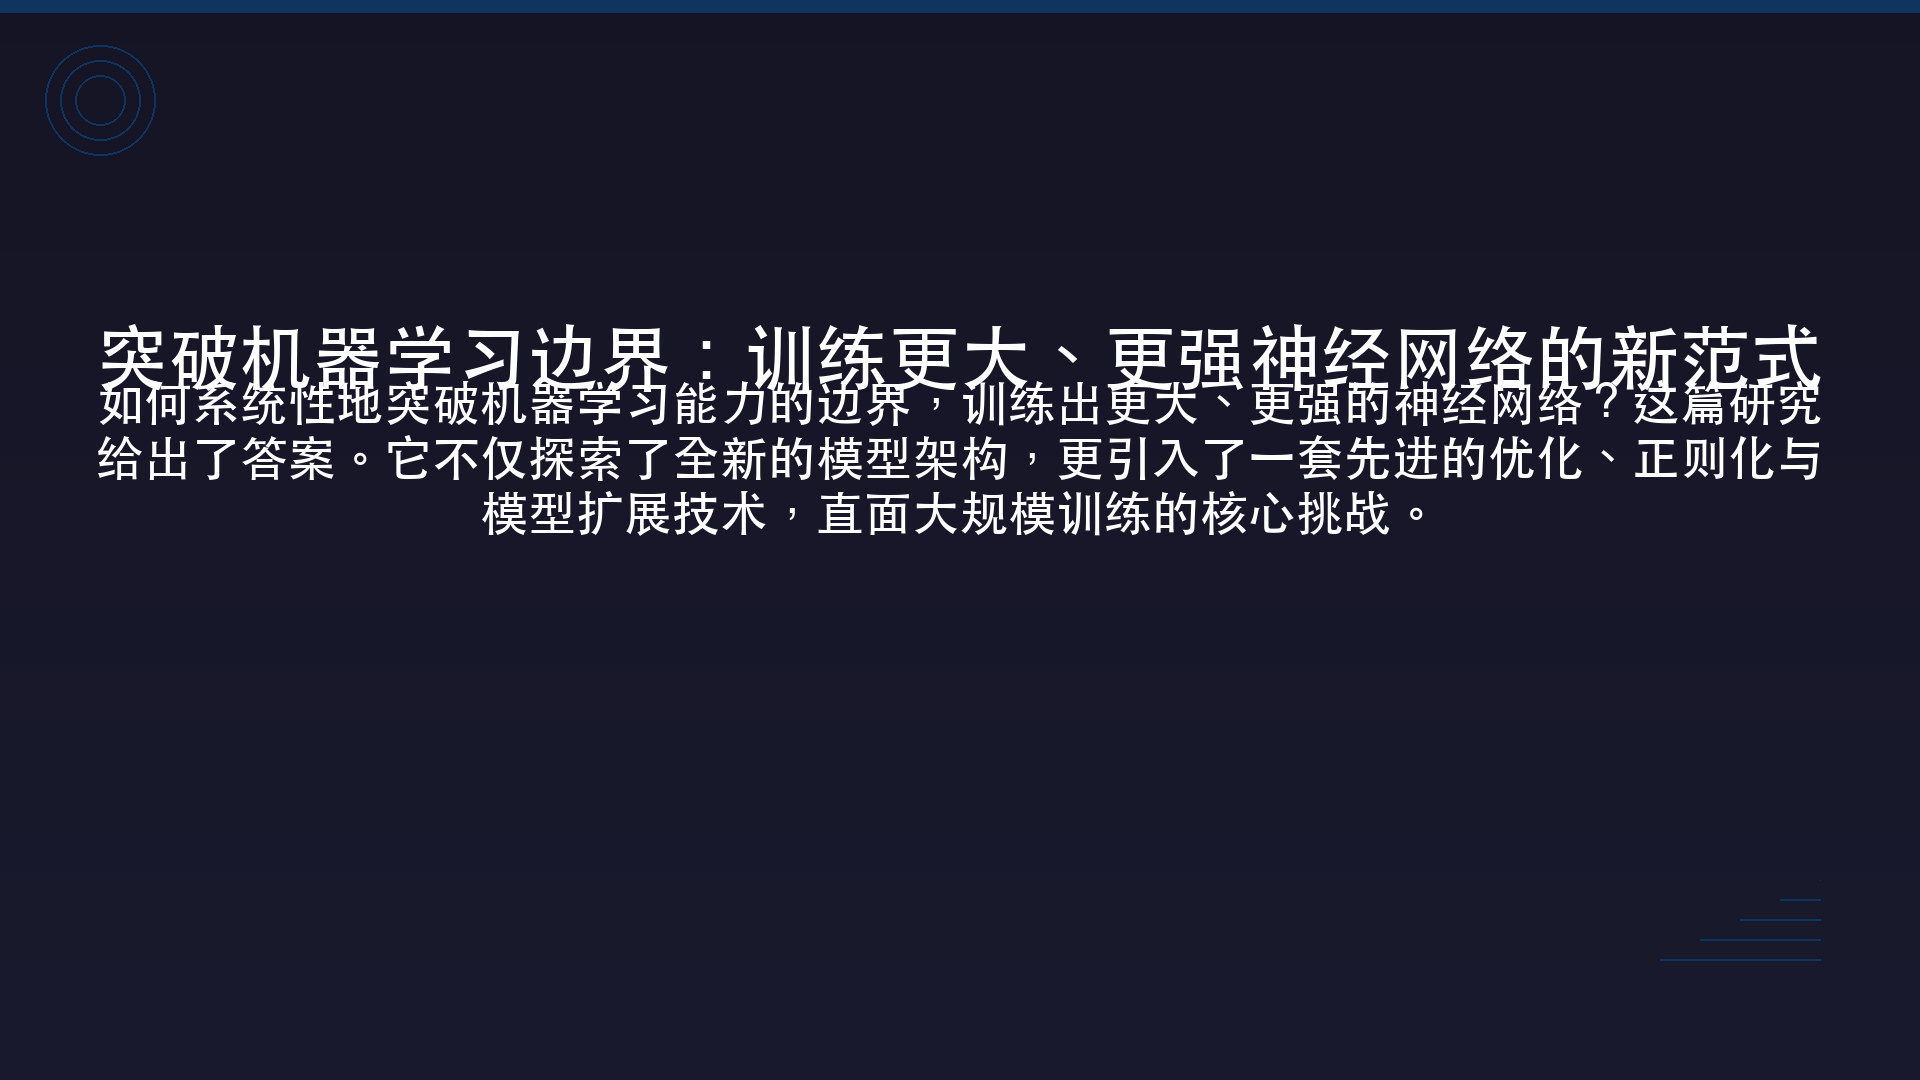 突破机器学习边界：训练更大、更强神经网络的新范式
如何系统性地突破机器学习能力的边界，训练出更大、更强的神经网络？这篇研究
给出了答案。它不仅探索了全新的模型架构，更引入了一套先进的优化、正则化与
模型扩展技术，直面大规模训练的核心挑战。